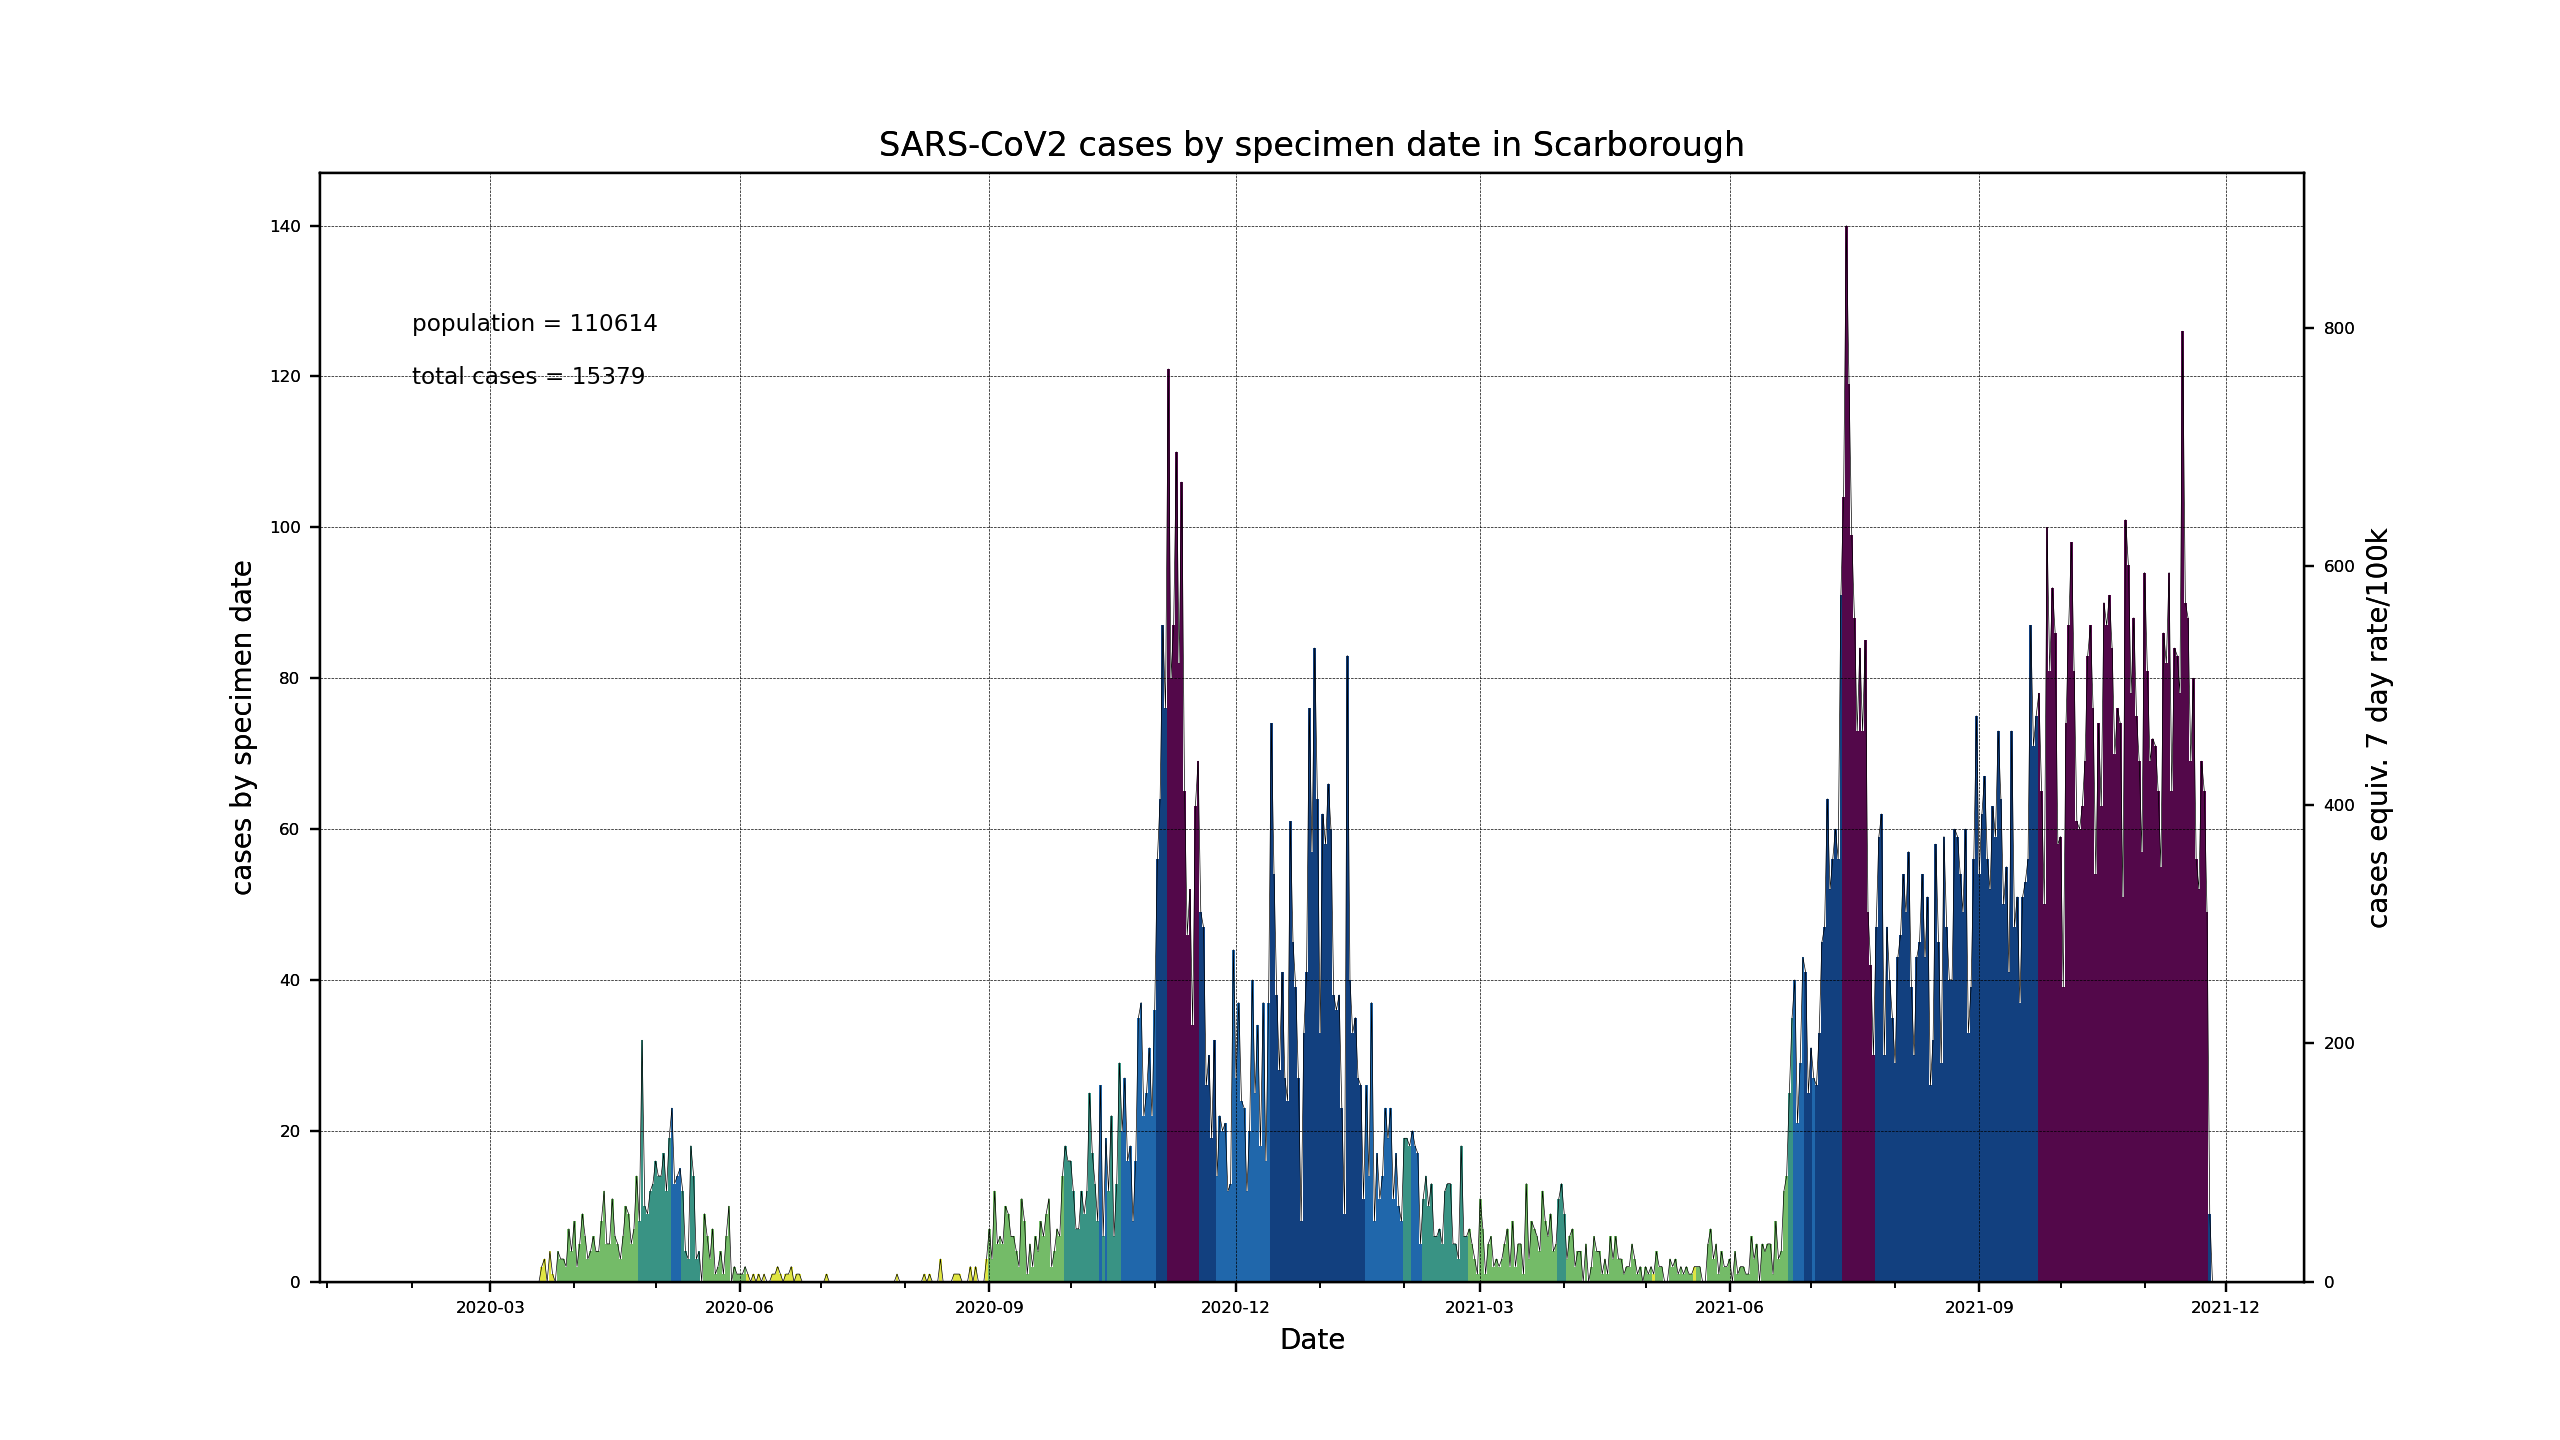 SARS-CoV2 cases by specimen date in Scarborough
population = 110614
total cases = 15379
cases by specimen date
140
120
100
80
60
40
20
0
800
600
400
200
0
cases equiv. 7 day rate/100k
2020-03 2020-06 2020-09 2020-12 2021-03 2021-06 2021-09 2021-12
Date